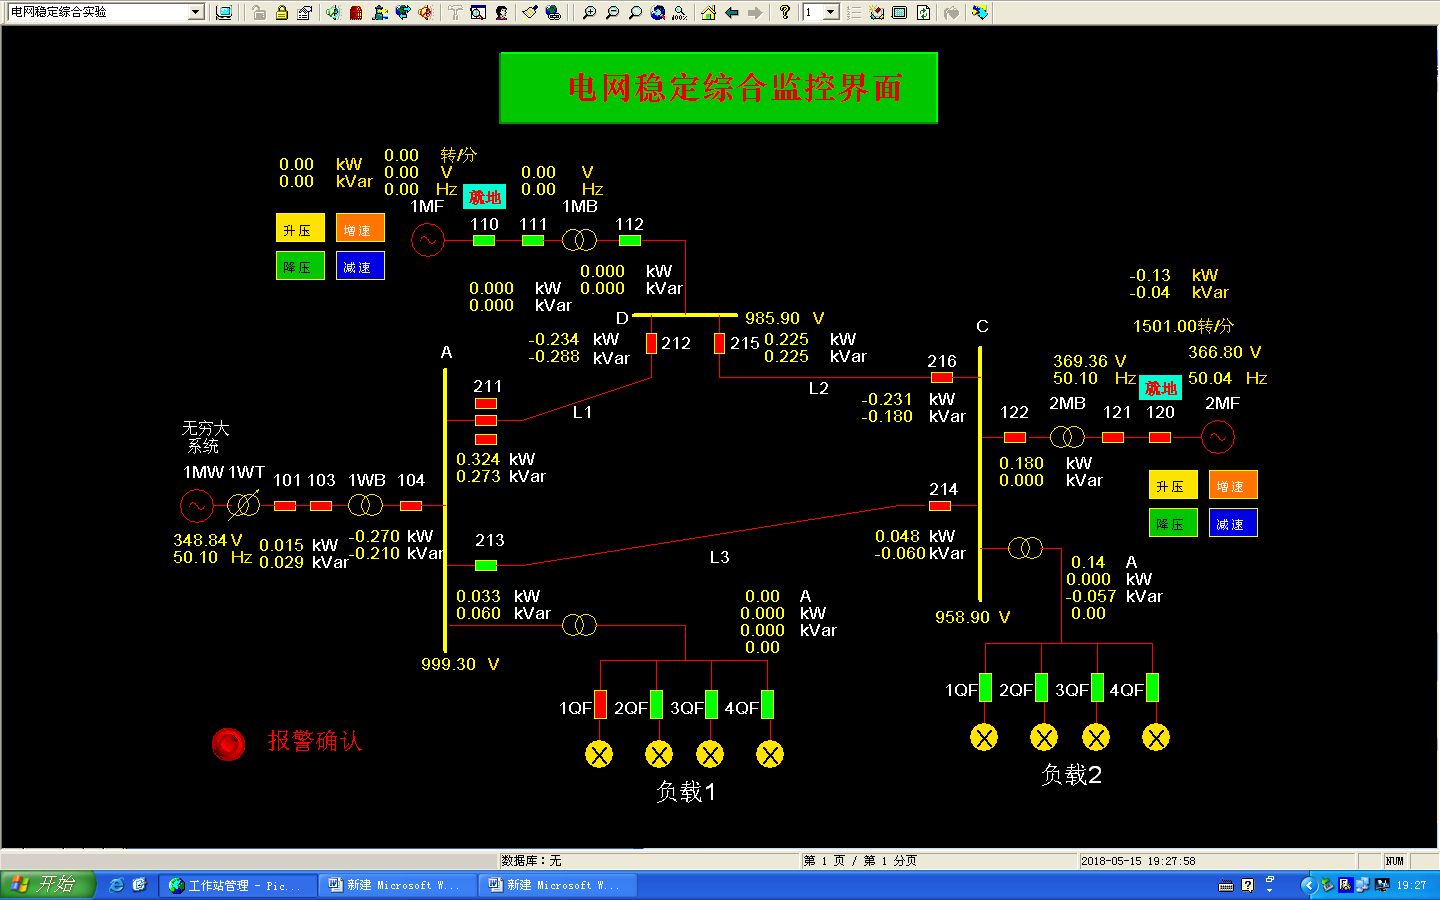 电网稳定综合实验
1
电网稳定综合监控界面
0.00 kW
0.00 kVar
0.00 转/分
0.00 V
0.00 Hz
就地
0.00 V
0.00 Hz
1MF
110
111
1MB
112
升压
增速
降压
减速
0.000 kW
0.000 kVar
0.000 kW
0.000 kVar
D
985.90 V
-0.234 kW
-0.288 kVar
212
215
0.225 kW
0.225 kVar
-0.13 kW
-0.04 kVar
1501.00转/分
C
369.36 V
50.10 Hz
366.80 V
50.04 Hz
就地
A
211
L1
L2
216
-0.231 kW
-0.180 kVar
122
2MB
121
120
2MF
0.180 kW
0.000 kVar
升压
增速
降压
减速
无穷大
系统
1MW
1WT
101
103
1WB
104
348.84 V
50.10 Hz
0.015 kW
0.029 kVar
-0.270 kW
-0.210 kVar
0.324 kW
0.273 kVar
213
214
L3
0.048 kW
-0.060 kVar
0.033 kW
0.060 kVar
0.00 A
0.000 kW
0.000 kVar
0.00
0.14 A
0.000 kW
-0.057 kVar
0.00
958.90 V
999.30 V
1QF
2QF
3QF
4QF
负载1
1QF
2QF
3QF
4QF
负载2
报警确认
数据库：无
第 1 页 / 第 1 分页
2018-05-15 19:27:58
NUM
开始
工作站管理 - Pic...
新建 Microsoft W...
新建 Microsoft W...
19:27